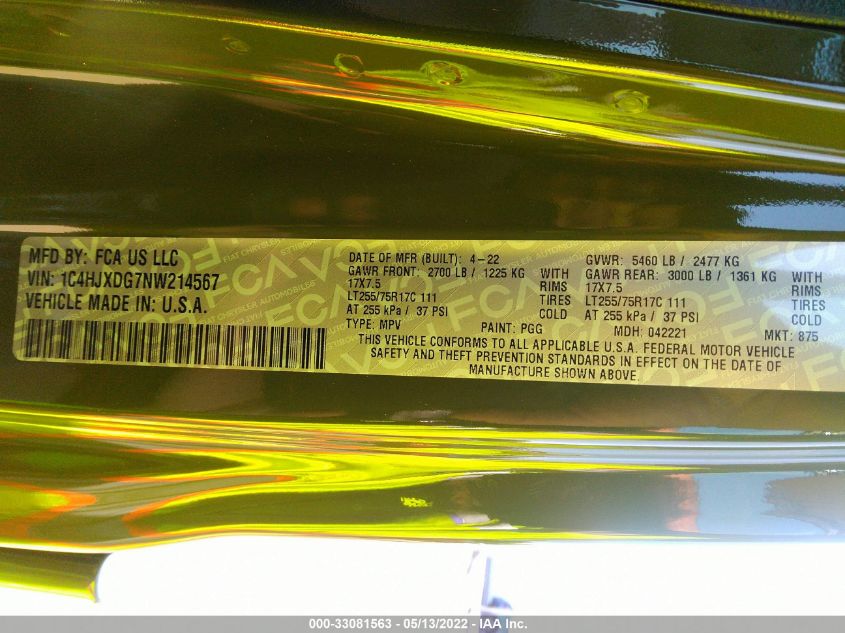 MFD BY: FCA US LLC
VIN: 1C4HJXDG7NW214567
VEHICLE MADE IN: U.S.A.
DATE OF MFR (BUILT): 4-22 GVWR: 5460 LB / 2477 KG
GAWR FRONT: 2700 LB / 1225 KG WITH GAWR REAR: 3000 LB / 1361 KG WITH
17X7.5 RIMS 17X7.5 RIMS
LT255/75R17C 111 TIRES LT255/75R17C 111 TIRES
AT 255 kPa / 37 PSI COLD AT 255 kPa / 37 PSI COLD
TYPE: MPV PAINT: PGG MDH: 042221 MKT: 875
THIS VEHICLE CONFORMS TO ALL APPLICABLE U.S.A. FEDERAL MOTOR VEHICLE
SAFETY AND THEFT PREVENTION STANDARDS IN EFFECT ON THE DATE OF
MANUFACTURE SHOWN ABOVE.
000-33081563 - 05/13/2022 - IAA Inc.